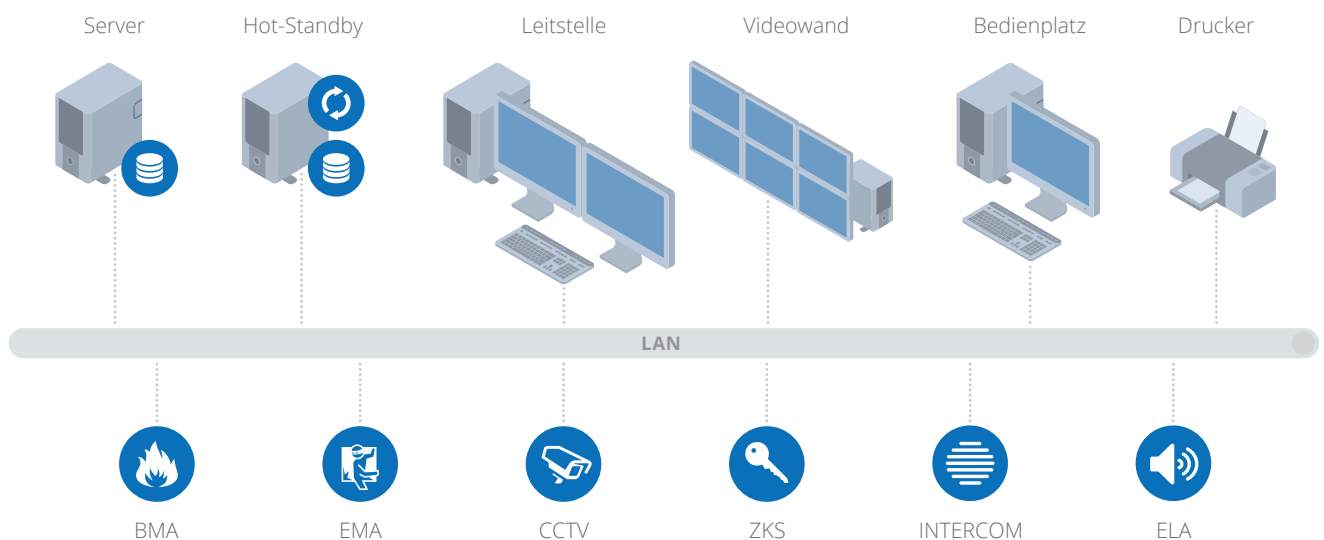 Server
Hot-Standby
Leitstelle
Videowand
Bedienplatz
Drucker
LAN
BMA
EMA
CCTV
ZKS
INTERCOM
ELA